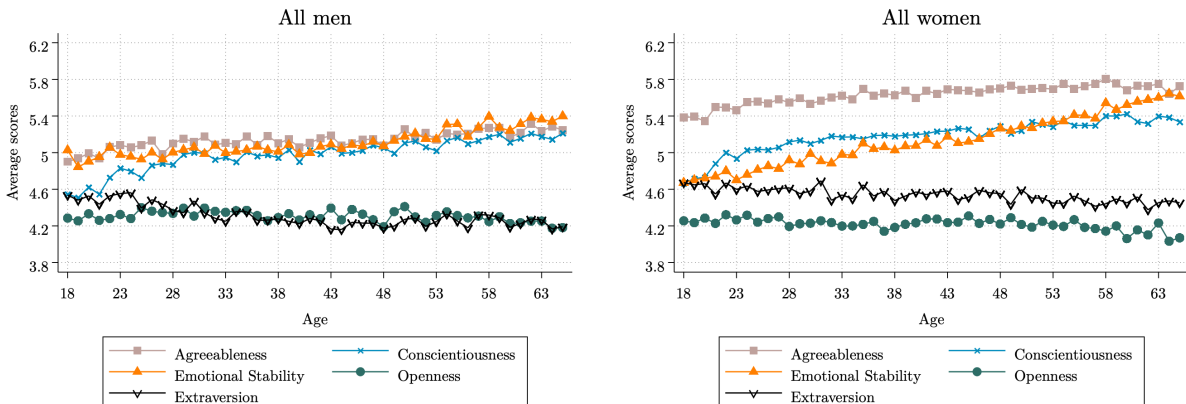 All men
6.2
5.8
5.4
5
4.6
4.2
3.8
Average scores
18 23 28 33 38 43 48 53 58 63
Age
Agreeableness Conscientiousness
Emotional Stability Openness
Extraversion
All women
6.2
5.8
5.4
5
4.6
4.2
3.8
Average scores
18 23 28 33 38 43 48 53 58 63
Age
Agreeableness Conscientiousness
Emotional Stability Openness
Extraversion